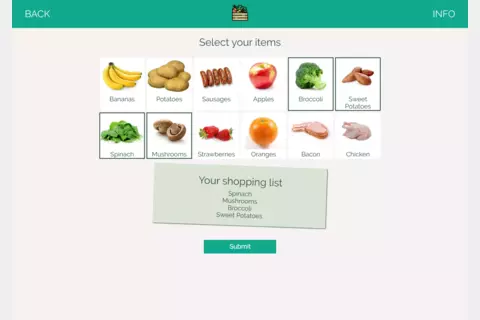 BACK
INFO
Select your items
Bananas
Potatoes
Sausages
Apples
Broccoli
Sweet
Potatoes
Spinach
Mushrooms
Strawberries
Oranges
Bacon
Chicken
Your shopping list
Spinach
Mushrooms
Broccoli
Sweet Potatoes
Submit